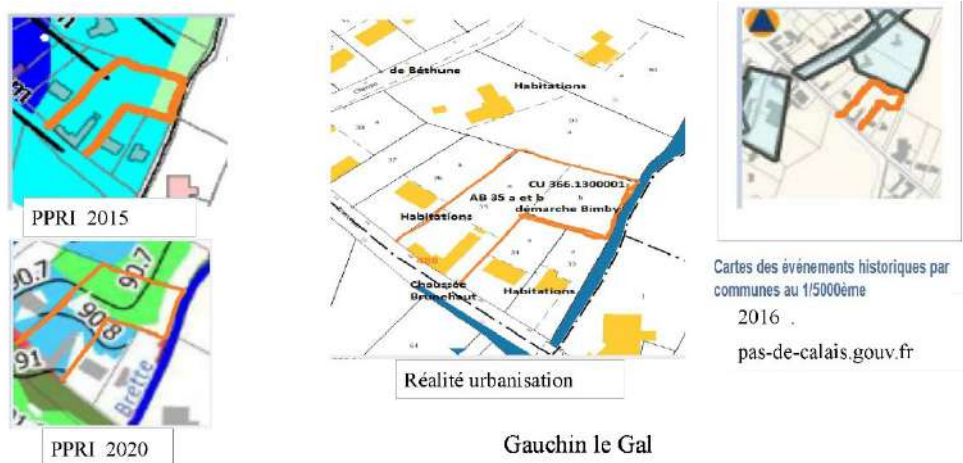 m
PPRI 2015
90.7
90.7
90.8
91
Brette
PPRI 2020
de Béthune
Chemin
Habitations
CU 366.1300001
AB 35 a et b
démarche Bimby
Habitations
Chaussée
Brunehaut
Habitations
Réalité urbanisation
Cartes des événements historiques par
communes au 1/5000ème
2016 .
pas-de-calais.gouv.fr
Gauchin le Gal